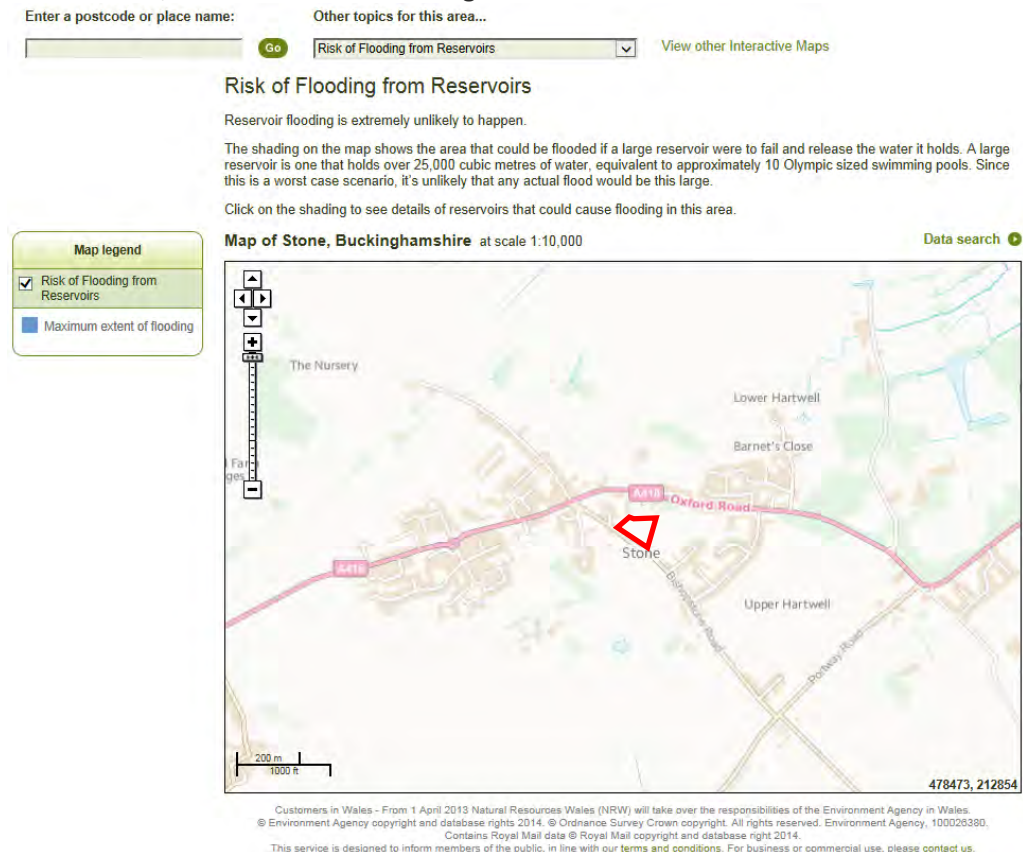 Enter a postcode or place name:
Other topics for this area...
Go
Risk of Flooding from Reservoirs
View other Interactive Maps
Risk of Flooding from Reservoirs
Reservoir flooding is extremely unlikely to happen.
The shading on the map shows the area that could be flooded if a large reservoir were to fail and release the water it holds. A large
reservoir is one that holds over 25,000 cubic metres of water, equivalent to approximately 10 Olympic sized swimming pools. Since
this is a worst case scenario, it's unlikely that any actual flood would be this large.
Click on the shading to see details of reservoirs that could cause flooding in this area.
Map legend
Risk of Flooding from
Reservoirs
Maximum extent of flooding
Map of Stone, Buckinghamshire at scale 1:10,000
Data search
The Nursery
Lower Hartwell
Barnet's Close
A418
Oxford Road
Stone
A418
Bishopstone Road
Upper Hartwell
Portway Road
200 m
1000 ft
478473, 212854
Customers in Wales - From 1 April 2013 Natural Resources Wales (NRW) will take over the responsibilities of the Environment Agency in Wales.
© Environment Agency copyright and database rights 2014. © Ordnance Survey Crown copyright. All rights reserved. Environment Agency, 100026380.
Contains Royal Mail data © Royal Mail copyright and database right 2014.
This service is designed to inform members of the public, in line with our terms and conditions. For business or commercial use, please contact us.